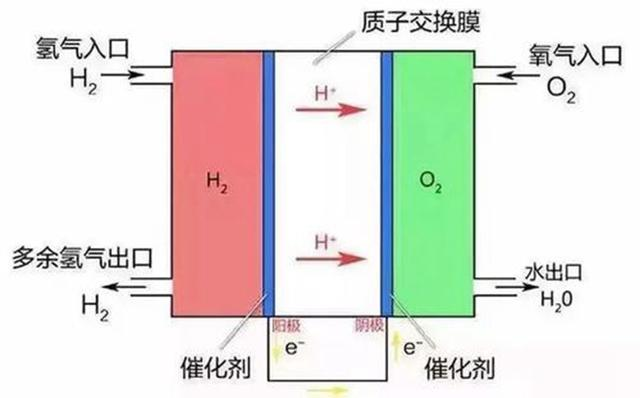 质子交换膜
氢气入口
H₂
氧气入口
O₂
H⁺
H₂
O₂
H⁺
多余氢气出口
H₂
水出口
H₂0
阳极
阴极
e⁻
e⁻
催化剂
催化剂